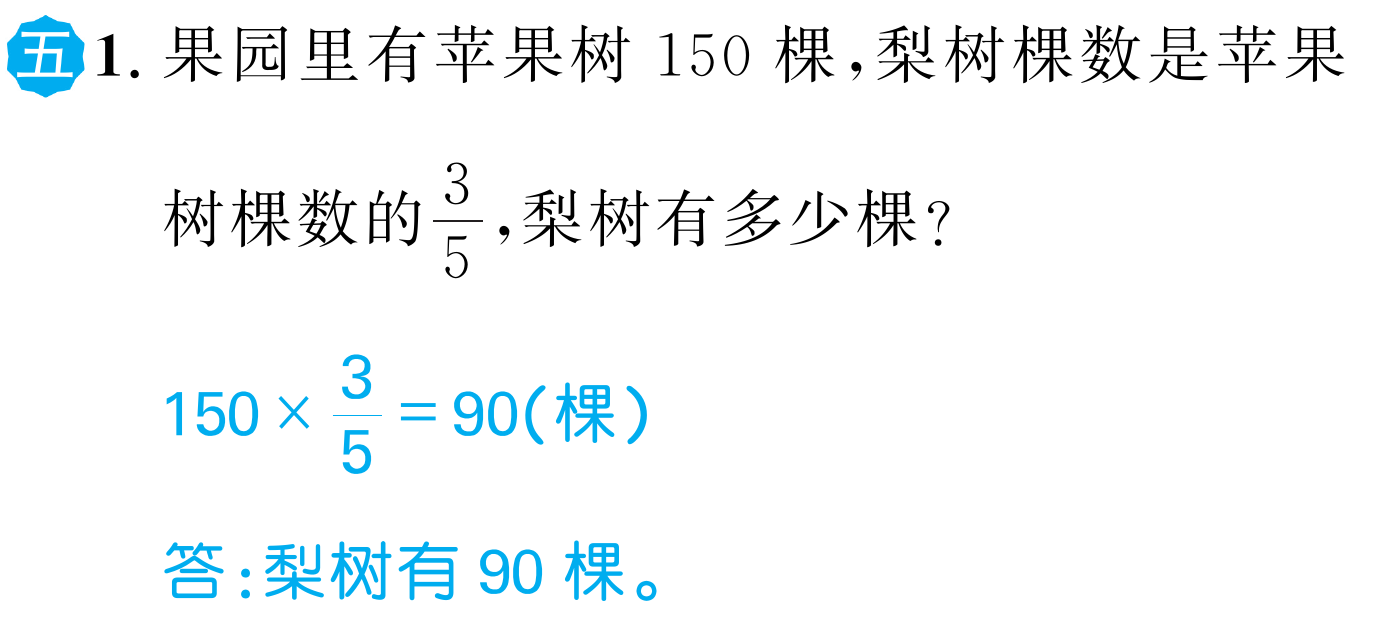 五 1. 果园里有苹果树 150 棵,梨树棵数是苹果
树棵数的3/5,梨树有多少棵?
150 × 3/5 = 90(棵)
答:梨树有 90 棵。